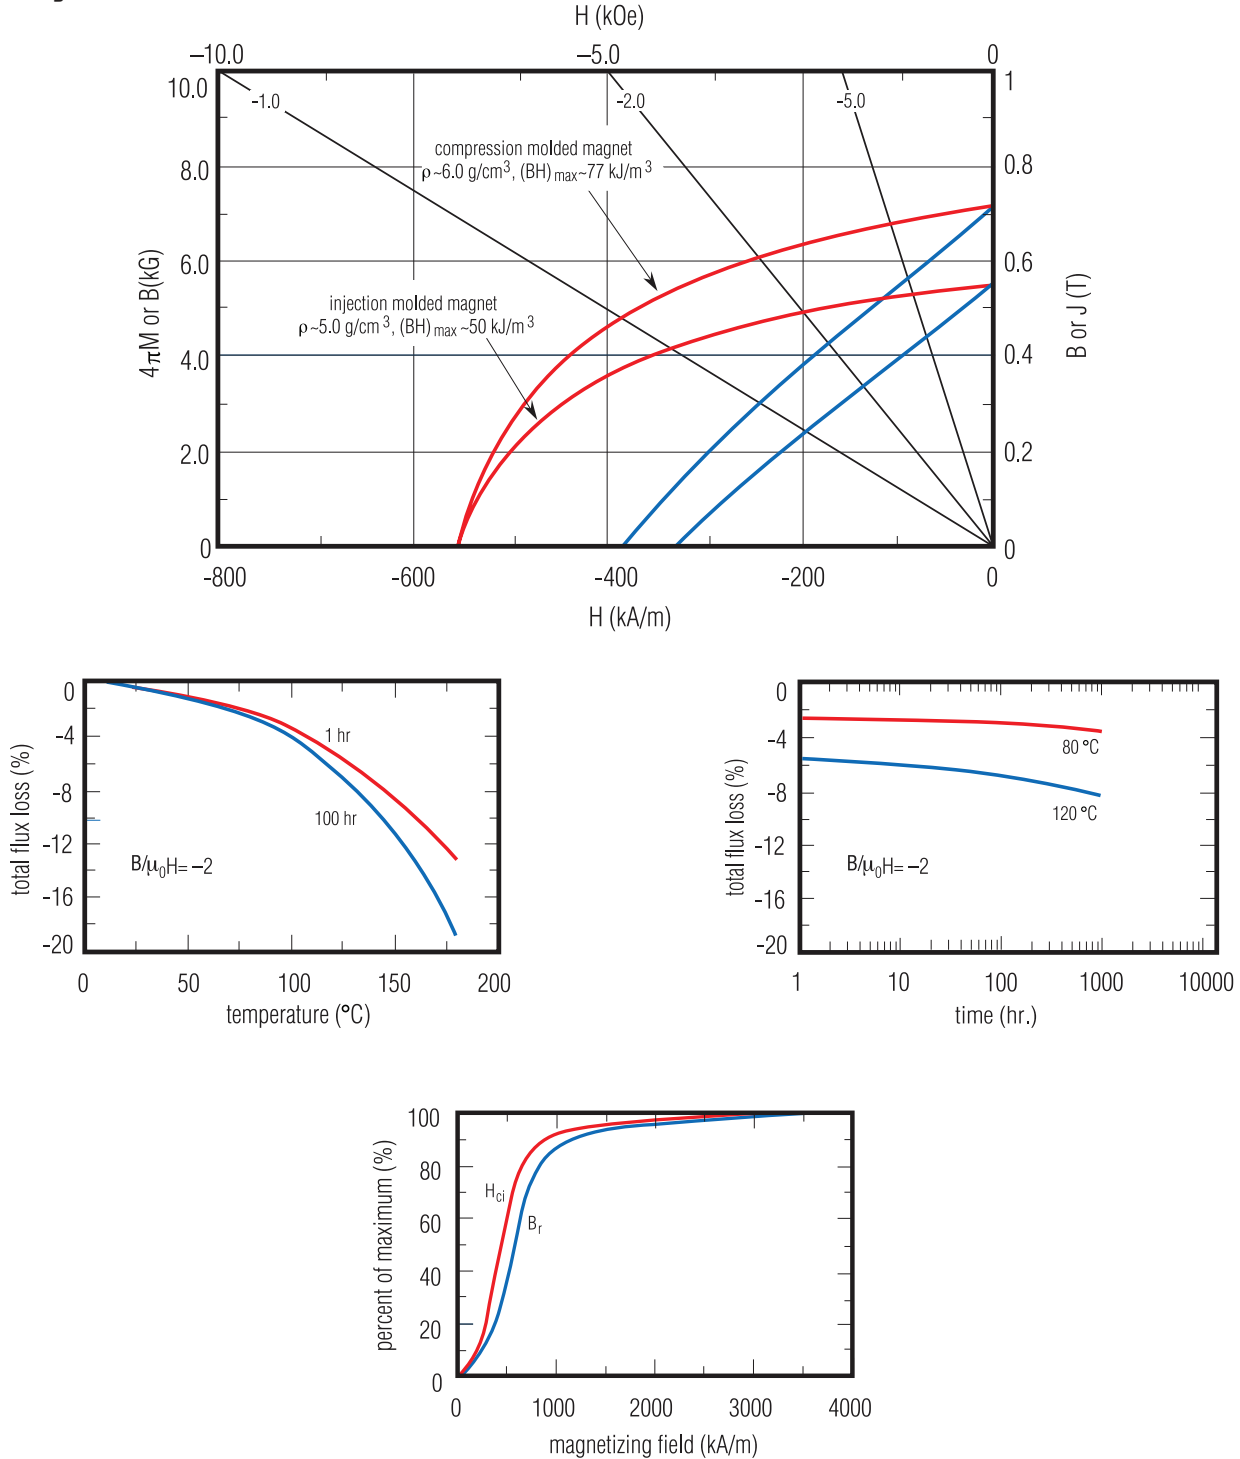 H (kOe)
–10.0 –5.0 0
10.0 1
-1.0 -2.0 -5.0
compression molded magnet
ρ~6.0 g/cm³, (BH) max~77 kJ/m³
8.0 0.8
6.0 0.6
4πM or B(kG)
B or J (T)
injection molded magnet
ρ~5.0 g/cm³, (BH) max ~50 kJ/m³
4.0 0.4
2.0 0.2
0 0
-800 -600 -400 -200 0
H (kA/m)
0
-4
-8
-12
-16
-20
total flux loss (%)
1 hr
100 hr
B/μ₀H= –2
0 50 100 150 200
temperature (°C)
0
-4
-8
-12
-16
-20
total flux loss (%)
80 °C
120 °C
B/μ₀H= –2
1 10 100 1000 10000
time (hr.)
100
80
60
40
20
0
percent of maximum (%)
Hci
Br
0 1000 2000 3000 4000
magnetizing field (kA/m)